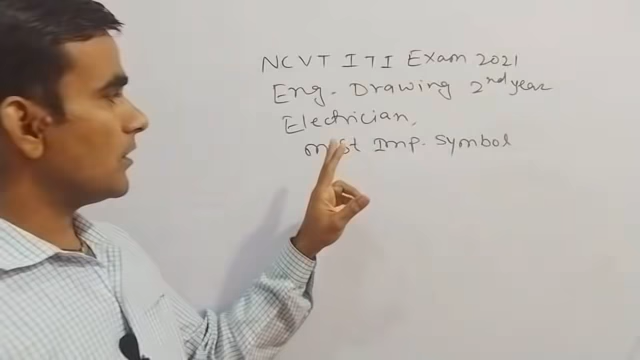 NCVT ITI Exam 2021
Eng. Drawing 2nd year
Electrician,
most Imp. Symbol